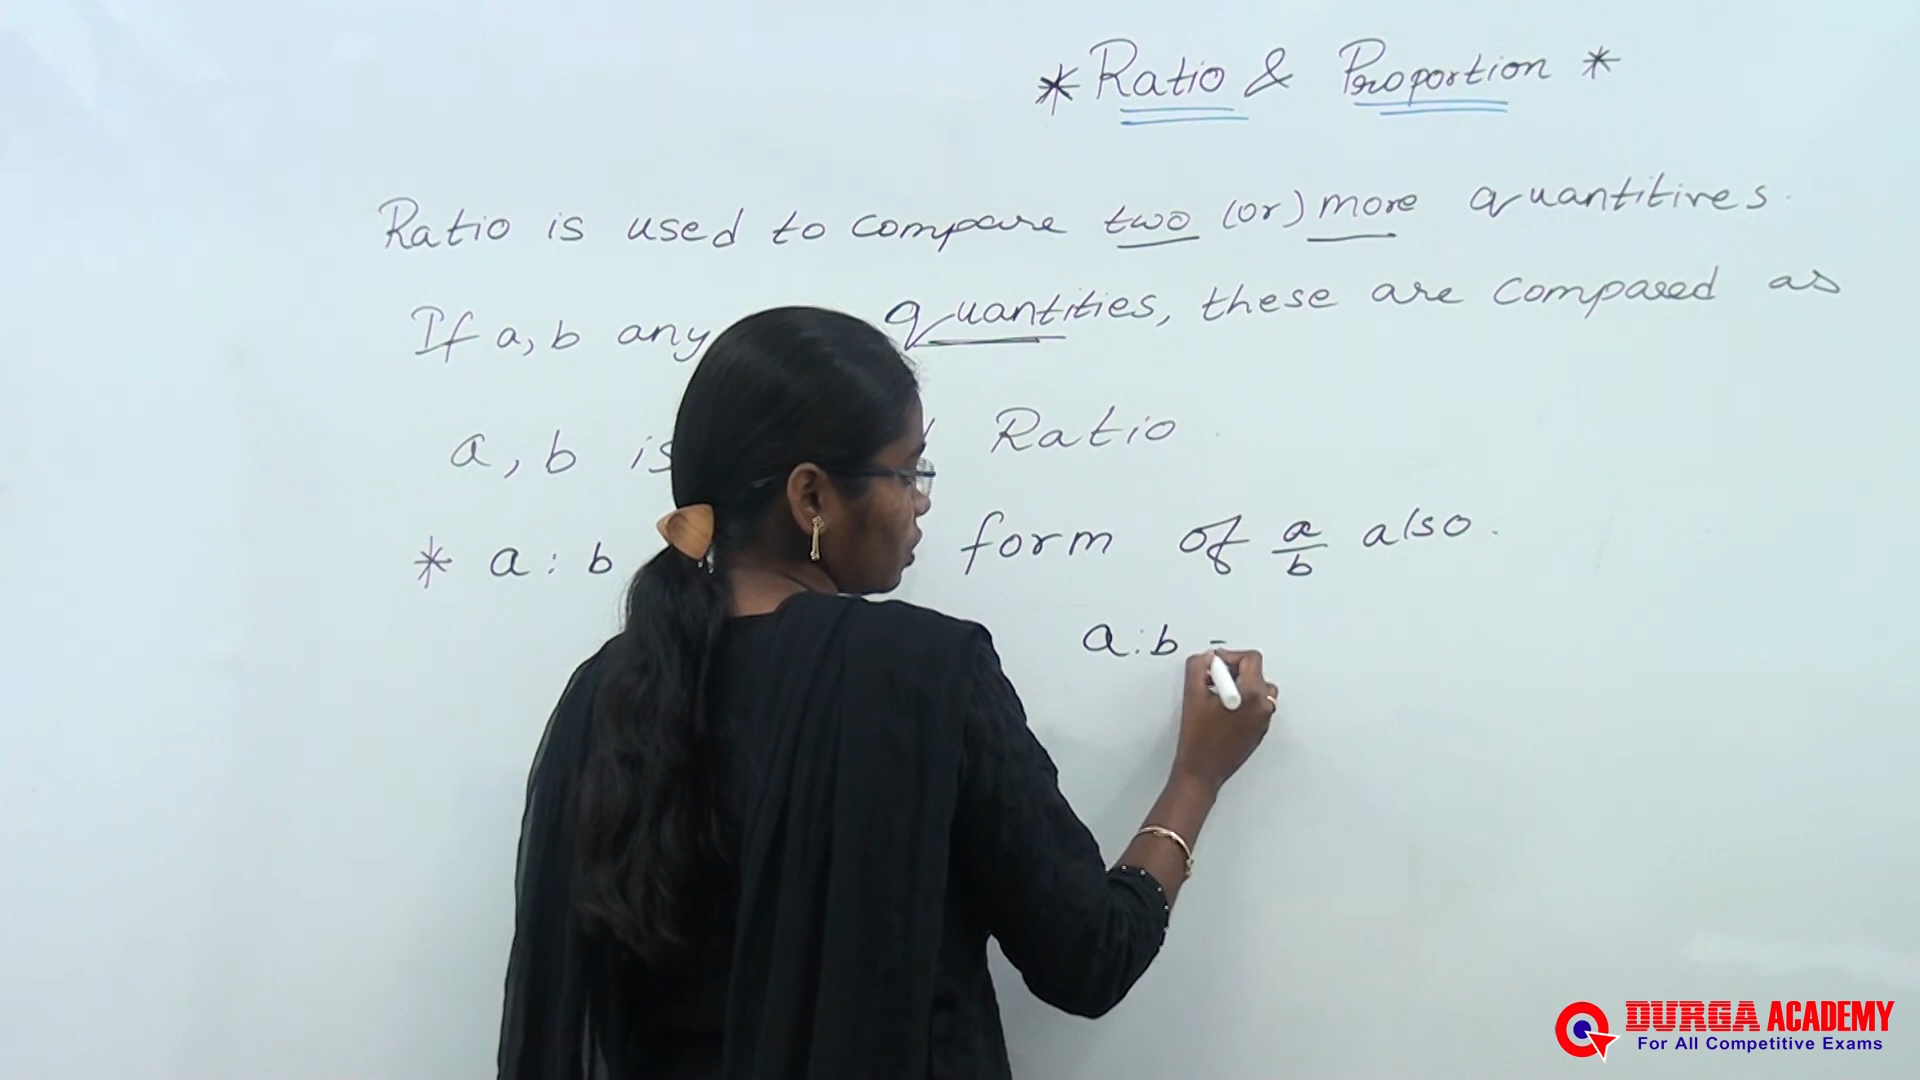 * Ratio & Proportion *
Ratio is used to compare two (or) more quantitives.
If a, b any quantities, these are compared as
a, b is Ratio
* a : b form of a/b also.
a:b =
DURGA ACADEMY
For All Competitive Exams